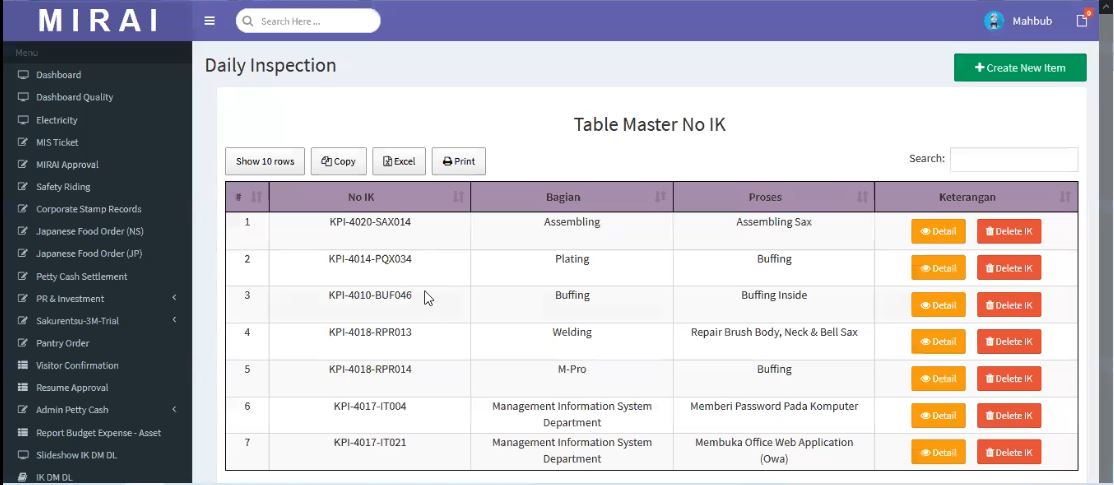 MIRAI
Search Here ...
Mahbub
0
Menu
Dashboard
Dashboard Quality
Electricity
MIS Ticket
MIRAI Approval
Safety Riding
Corporate Stamp Records
Japanese Food Order (NS)
Japanese Food Order (JP)
Petty Cash Settlement
PR & Investment
Sakurentsu-3M-Trial
Pantry Order
Visitor Confirmation
Resume Approval
Admin Petty Cash
Report Budget Expense - Asset
Slideshow IK DM DL
IK DM DL
Daily Inspection
Create New Item
Table Master No IK
Show 10 rows Copy Excel Print
Search:
# No IK Bagian Proses Keterangan
1 KPI-4020-SAX014 Assembling Assembling Sax Detail Delete IK
2 KPI-4014-PQX034 Plating Buffing Detail Delete IK
3 KPI-4010-BUF046 Buffing Buffing Inside Detail Delete IK
4 KPI-4018-RPR013 Welding Repair Brush Body, Neck & Bell Sax Detail Delete IK
5 KPI-4018-RPR014 M-Pro Buffing Detail Delete IK
6 KPI-4017-IT004 Management Information System Memberi Password Pada Komputer Detail Delete IK
Department
7 KPI-4017-IT021 Management Information System Membuka Office Web Application Detail Delete IK
Department (Owa)